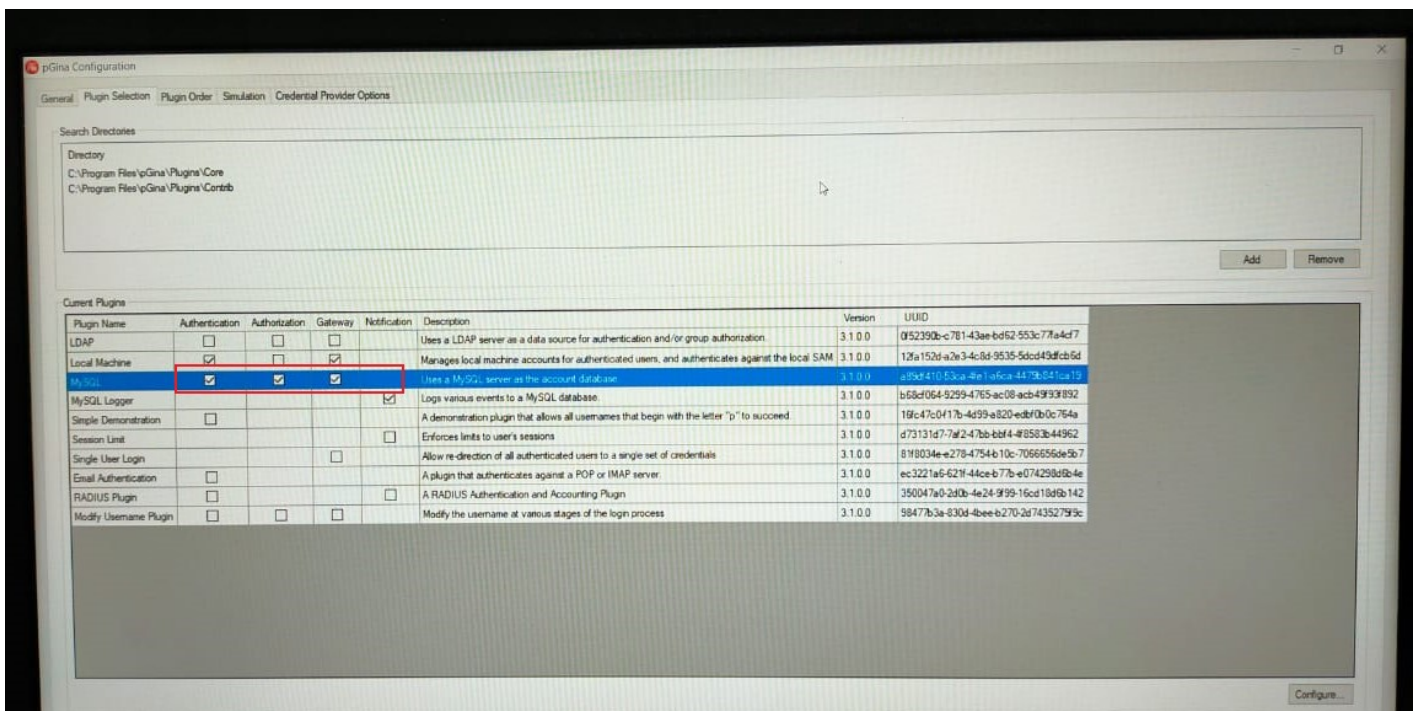 pGina Configuration
General Plugin Selection Plugin Order Simulation Credential Provider Options
Search Directories
Directory
C:\Program Files\pGina\Plugins\Core
C:\Program Files\pGina\Plugins\Contrib
Add Remove
Current Plugins
Plugin Name Authentication Authorization Gateway Notification Description Version UUID
LDAP Uses a LDAP server as a data source for authentication and/or group authorization. 3.1.0.0
Local Machine Manages local machine accounts for authenticated users, and authenticates against the local SAM 3.1.0.0
MySQL Uses a MySQL server as the account database 3.1.0.0
MySQL Logger Logs various events to a MySQL database. 3.1.0.0
Simple Demonstration A demonstration plugin that allows all usernames that begin with the letter "p" to succeed. 3.1.0.0
Session Limit Enforces limits to user's sessions 3.1.0.0
Single User Login Allow re-direction of all authenticated users to a single set of credentials 3.1.0.0
Email Authentication A plugin that authenticates against a POP or IMAP server. 3.1.0.0
RADIUS Plugin A RADIUS Authentication and Accounting Plugin 3.1.0.0
Modify Username Plugin Modify the username at various stages of the login process 3.1.0.0
Configure...